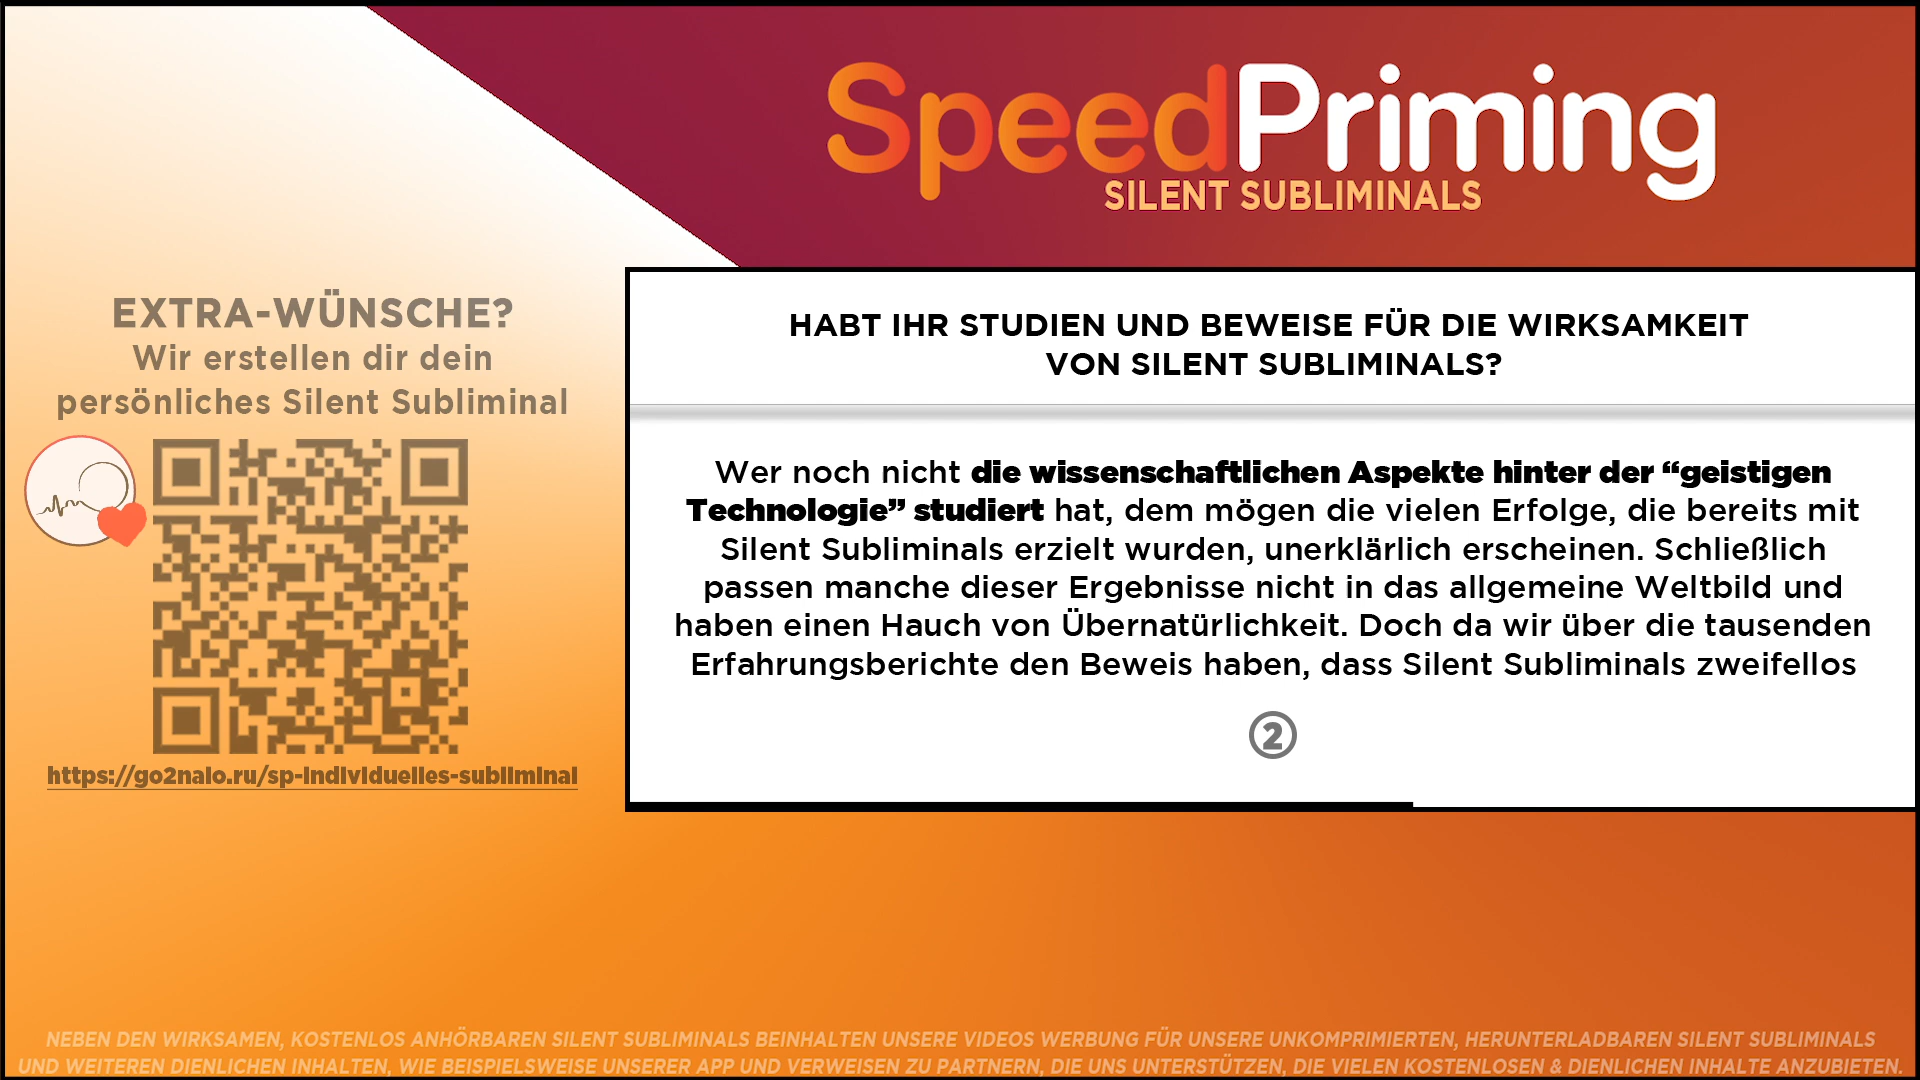 SpeedPriming
SILENT SUBLIMINALS
EXTRA-WÜNSCHE?
Wir erstellen dir dein
persönliches Silent Subliminal
https://go2nalo.ru/sp-individuelles-subliminal
HABT IHR STUDIEN UND BEWEISE FÜR DIE WIRKSAMKEIT
VON SILENT SUBLIMINALS?
Wer noch nicht die wissenschaftlichen Aspekte hinter der “geistigen
Technologie” studiert hat, dem mögen die vielen Erfolge, die bereits mit
Silent Subliminals erzielt wurden, unerklärlich erscheinen. Schließlich
passen manche dieser Ergebnisse nicht in das allgemeine Weltbild und
haben einen Hauch von Übernatürlichkeit. Doch da wir über die tausenden
Erfahrungsberichte den Beweis haben, dass Silent Subliminals zweifellos
②
NEBEN DEN WIRKSAMEN, KOSTENLOS ANHÖRBAREN SILENT SUBLIMINALS BEINHALTEN UNSERE VIDEOS WERBUNG FÜR UNSERE UNKOMPRIMIERTEN, HERUNTERLADBAREN SILENT SUBLIMINALS
UND WEITEREN DIENLICHEN INHALTEN, WIE BEISPIELSWEISE UNSERER APP UND VERWEISEN ZU PARTNERN, DIE UNS UNTERSTÜTZEN, DIE VIELEN KOSTENLOSEN & DIENLICHEN INHALTE ANZUBIETEN.